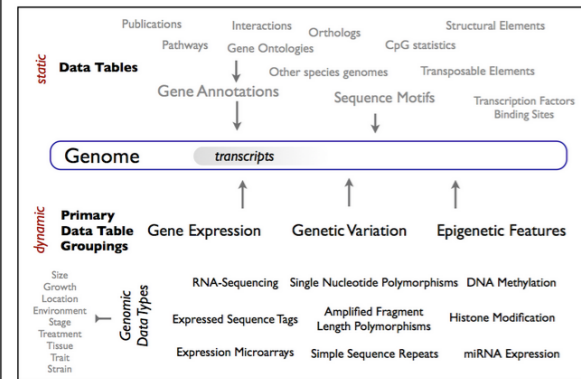 Publications
Interactions
Orthologs
Structural Elements
Pathways
Gene Ontologies
CpG statistics
static
Data Tables
Other species genomes
Transposable Elements
Gene Annotations
Sequence Motifs
Transcription Factors
Binding Sites
Genome
transcripts
dynamic
Primary
Data Table
Groupings
Gene Expression
Genetic Variation
Epigenetic Features
Size
Growth
Location
Environment
Stage
Treatment
Tissue
Trait
Strain
Genomic
Data Types
RNA-Sequencing
Single Nucleotide Polymorphisms
DNA Methylation
Expressed Sequence Tags
Amplified Fragment
Length Polymorphisms
Histone Modification
Expression Microarrays
Simple Sequence Repeats
miRNA Expression